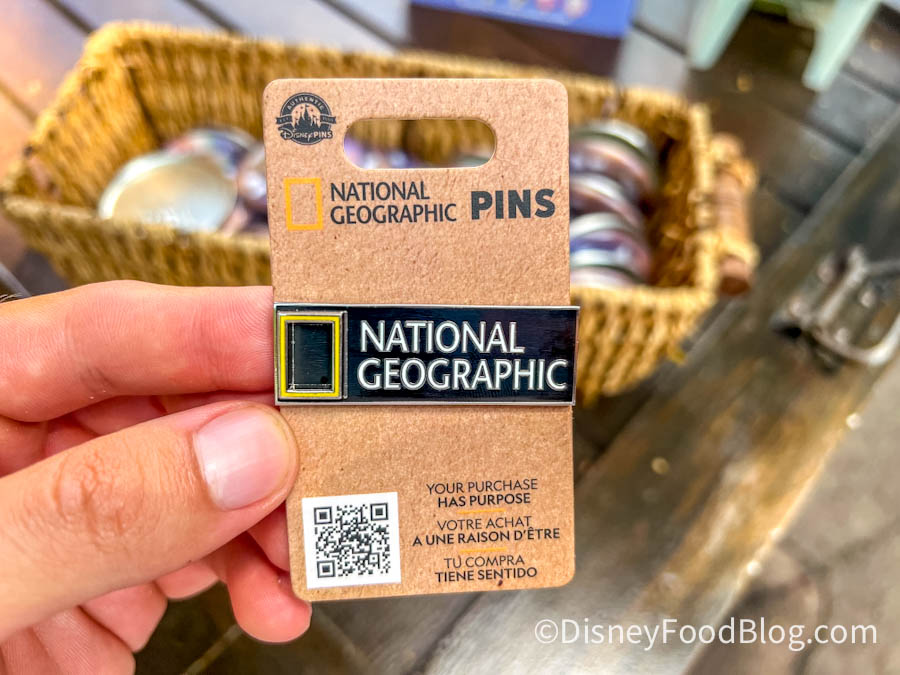 AUTHENTIC
Disney PINS
NATIONAL
GEOGRAPHIC PINS
NATIONAL
GEOGRAPHIC
YOUR PURCHASE
HAS PURPOSE
VOTRE ACHAT
A UNE RAISON D'ÊTRE
TÚ COMPRA
TIENE SENTIDO
©DisneyFoodBlog.com